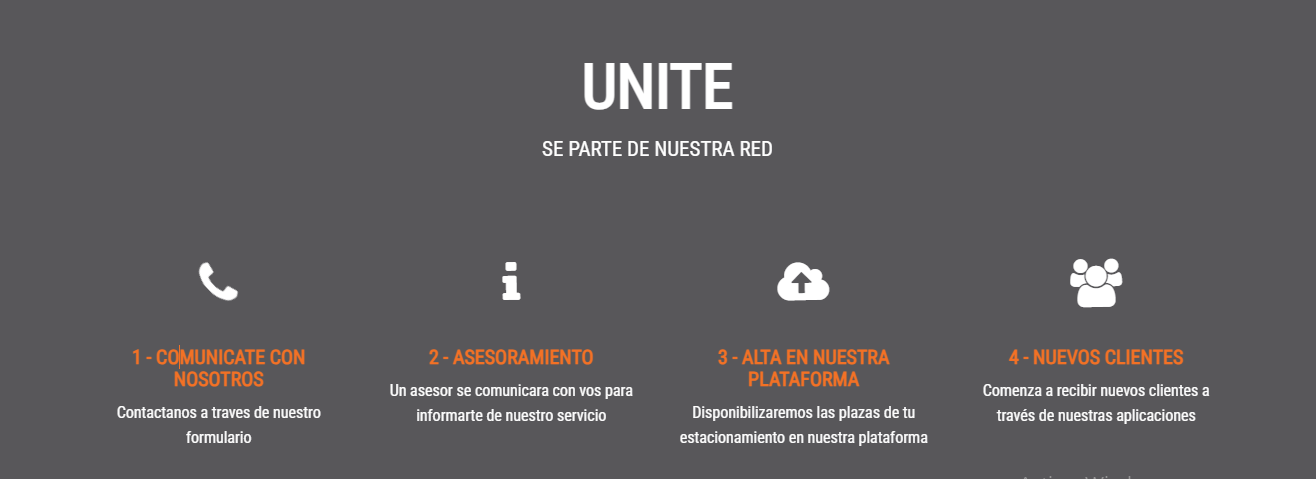 UNITE
SE PARTE DE NUESTRA RED
1 - COMUNICATE CON
NOSOTROS
Contactanos a traves de nuestro
formulario
2 - ASESORAMIENTO
Un asesor se comunicara con vos para
informarte de nuestro servicio
3 - ALTA EN NUESTRA
PLATAFORMA
Disponibilizaremos las plazas de tu
estacionamiento en nuestra plataforma
4 - NUEVOS CLIENTES
Comenza a recibir nuevos clientes a
través de nuestras aplicaciones